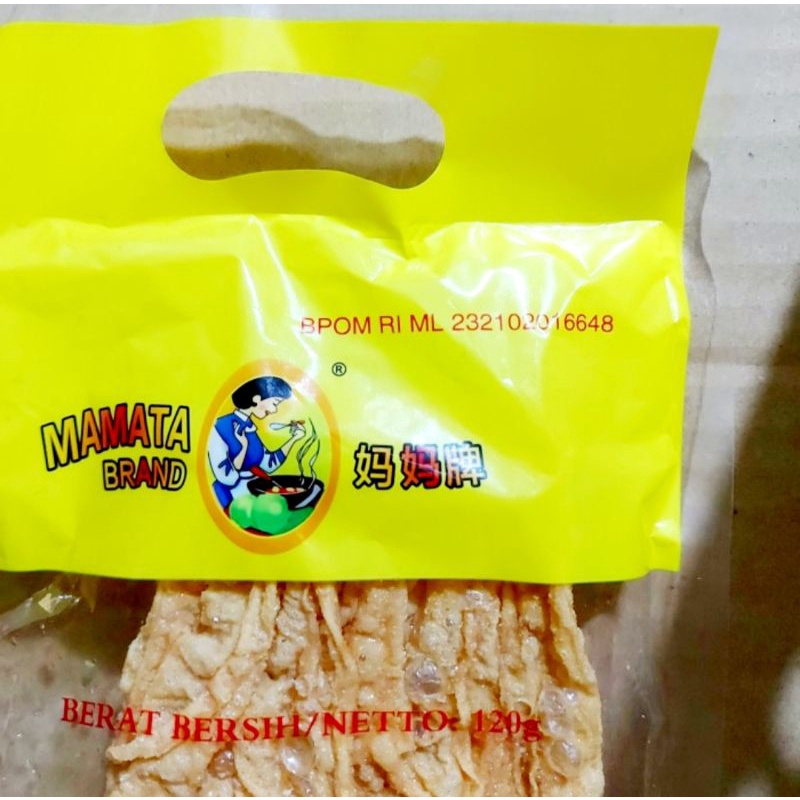 BPOM RI ML 232102016648
®
MAMATA
BRAND
妈妈牌
BERAT BERSIH/NETTO: 120g